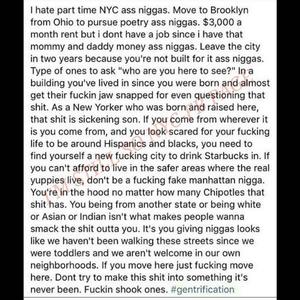 I hate part time NYC ass niggas. Move to Brooklyn
from Ohio to pursue poetry ass niggas. $3,000 a
month rent but i dont have a job since i have that
mommy and daddy money ass niggas. Leave the city
in two years because you're not built for it ass niggas.
Type of ones to ask "who are you here to see?" In a
building you've lived in since you were born and almost
get their fuckin jaw snapped for even questioning that
shit. As a New Yorker who was born and raised here,
that shit is sickening son. If you came from wherever it
is you come from, and your scared for your fucking
life to be around Hispanics and blacks, you need to
find yourself a new fucking city to drink Starbucks in. If
you can't afford to live in the safer areas where the real
yuppies live, don't be a fucking fake manhattan nigga.
You're in the hood no matter how many Chipotles that
shit has. You being from another state or being white
or Asian or Indian isn't what makes people wanna
smack the shit outta you. It's you giving niggas looks
like we haven't been walking these streets since we
were toddlers and we aren't welcome in our own
neighborhoods. If you move here just fucking move
here. Dont try to make this shit into something it's
never been. Fuckin shook ones. #gentrification